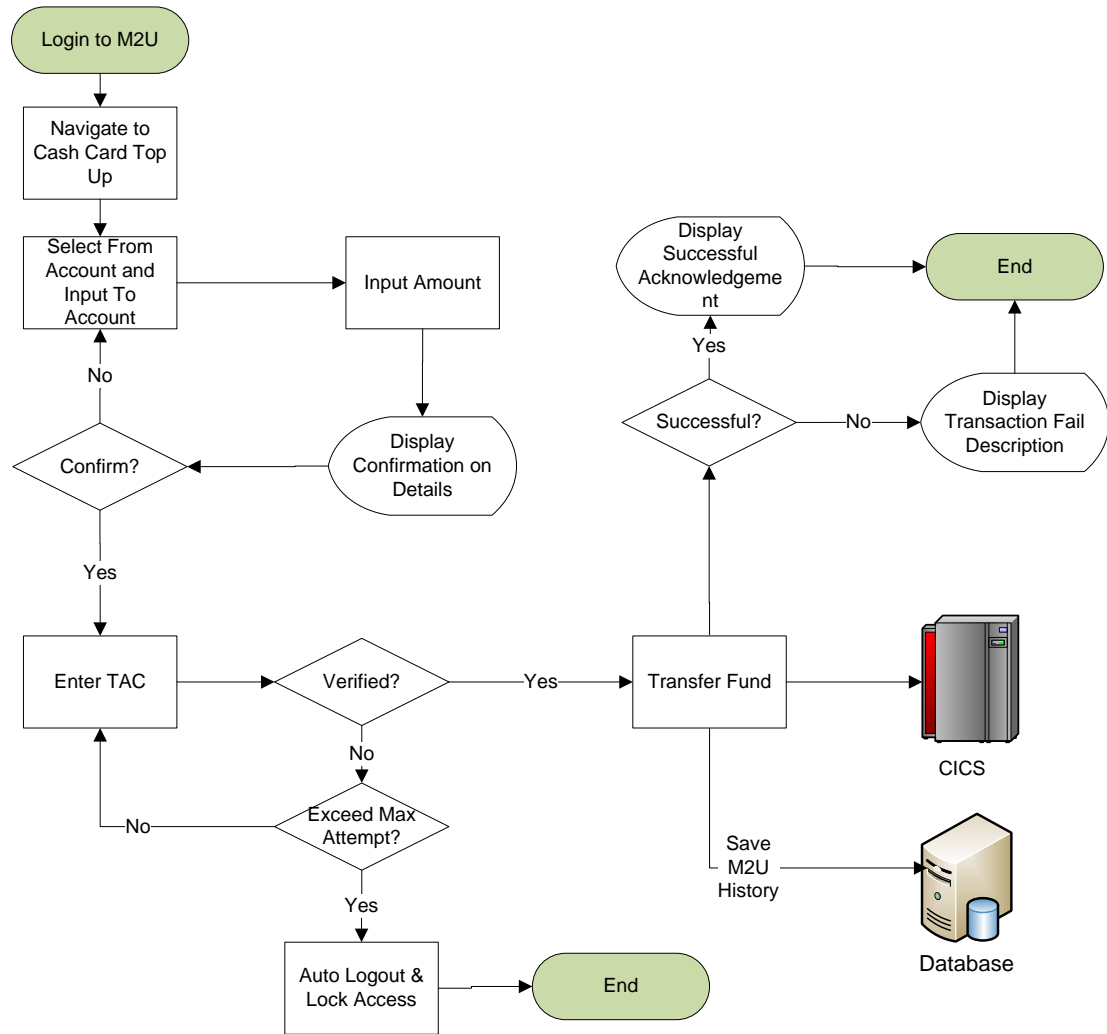 Login to M2U
Navigate to
Cash Card Top
Up
Select From
Account and
Input To
Account
Input Amount
No
Confirm?
Display
Confirmation on
Details
Yes
Display
Successful
Acknowledgeme
nt
End
Yes
Successful?
No
Display
Transaction Fail
Description
Enter TAC
Verified?
Yes
Transfer Fund
CICS
No
Exceed Max
Attempt?
No
Save
M2U
History
Database
Yes
Auto Logout &
Lock Access
End